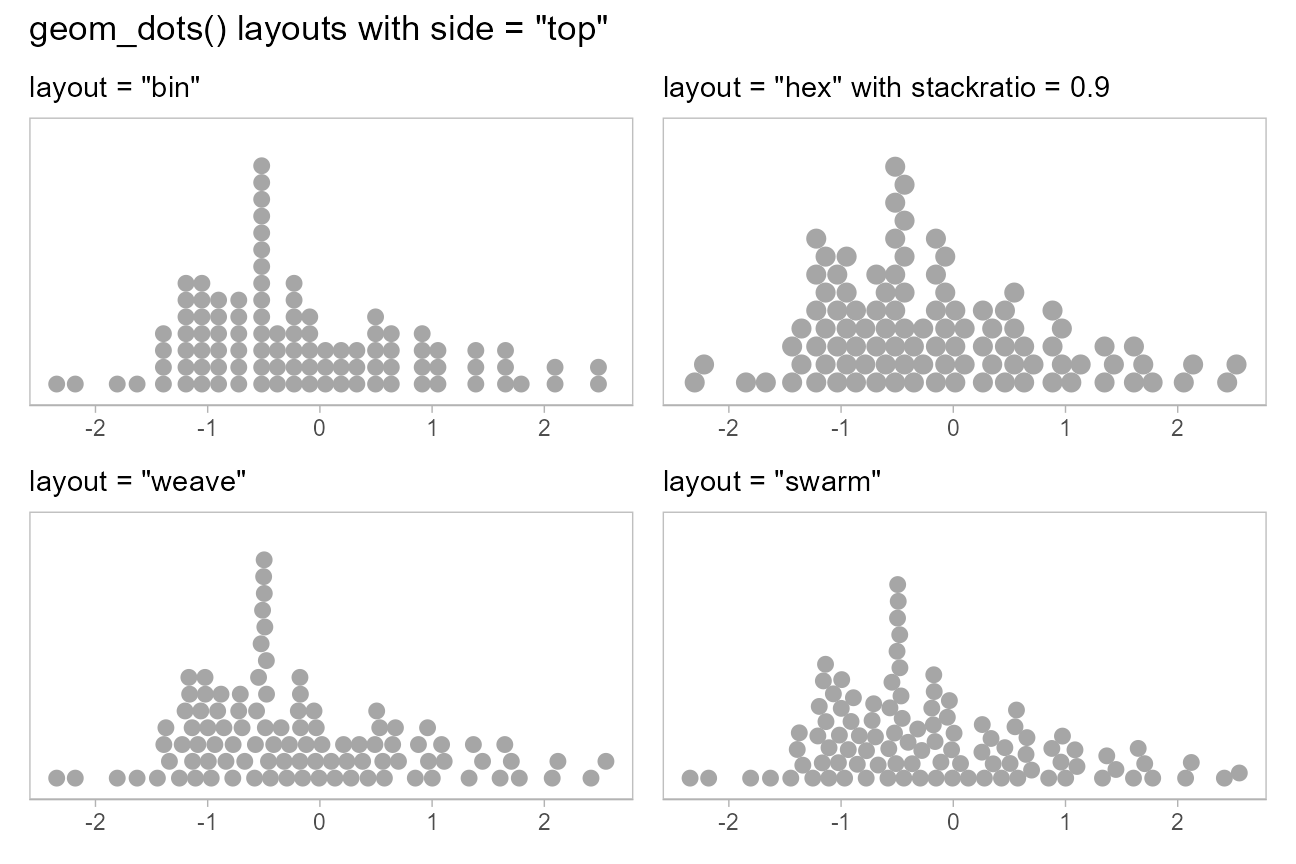 geom_dots() layouts with side = "top"
layout = "bin"
layout = "hex" with stackratio = 0.9
-2 -1 0 1 2
-2 -1 0 1 2
layout = "weave"
layout = "swarm"
-2 -1 0 1 2
-2 -1 0 1 2